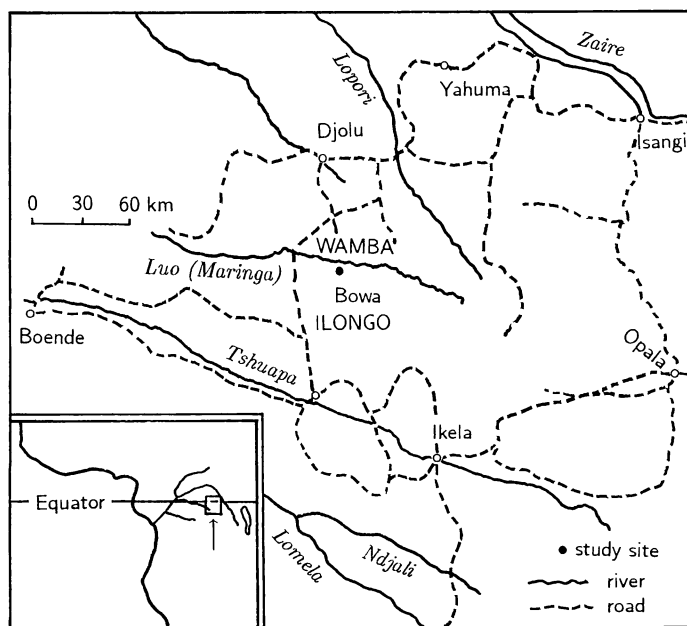 Zaire
Lopori
Yahuma
Djolu
Isangi
0 30 60 km
WAMBA
Luo (Maringa)
Bowa
ILONGO
Boende
Tshuapa
Opala
Ikela
Equator
Lomela
Ndjali
study site
river
road